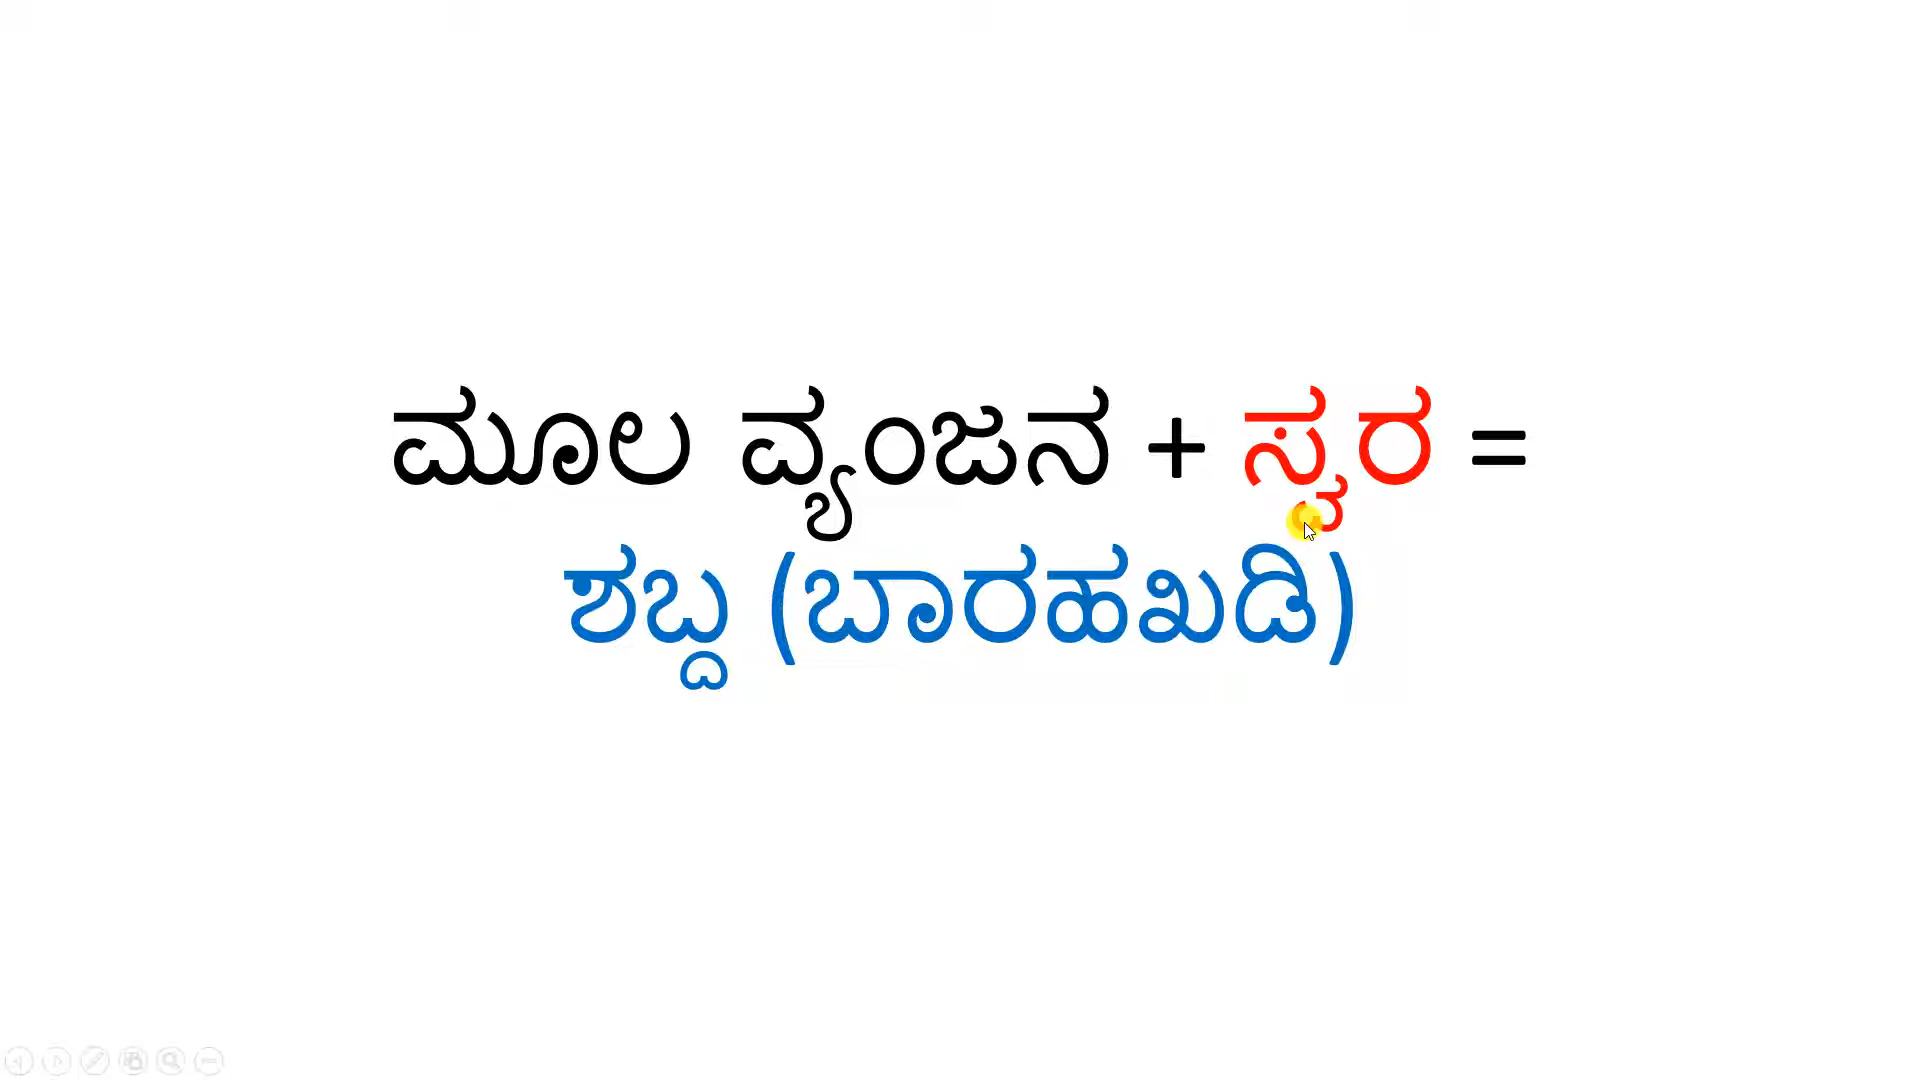 ಮೂಲ ವ್ಯಂಜನ + ಸ್ವರ =
ಶಬ್ದ (ಬಾರಹಖಡಿ)